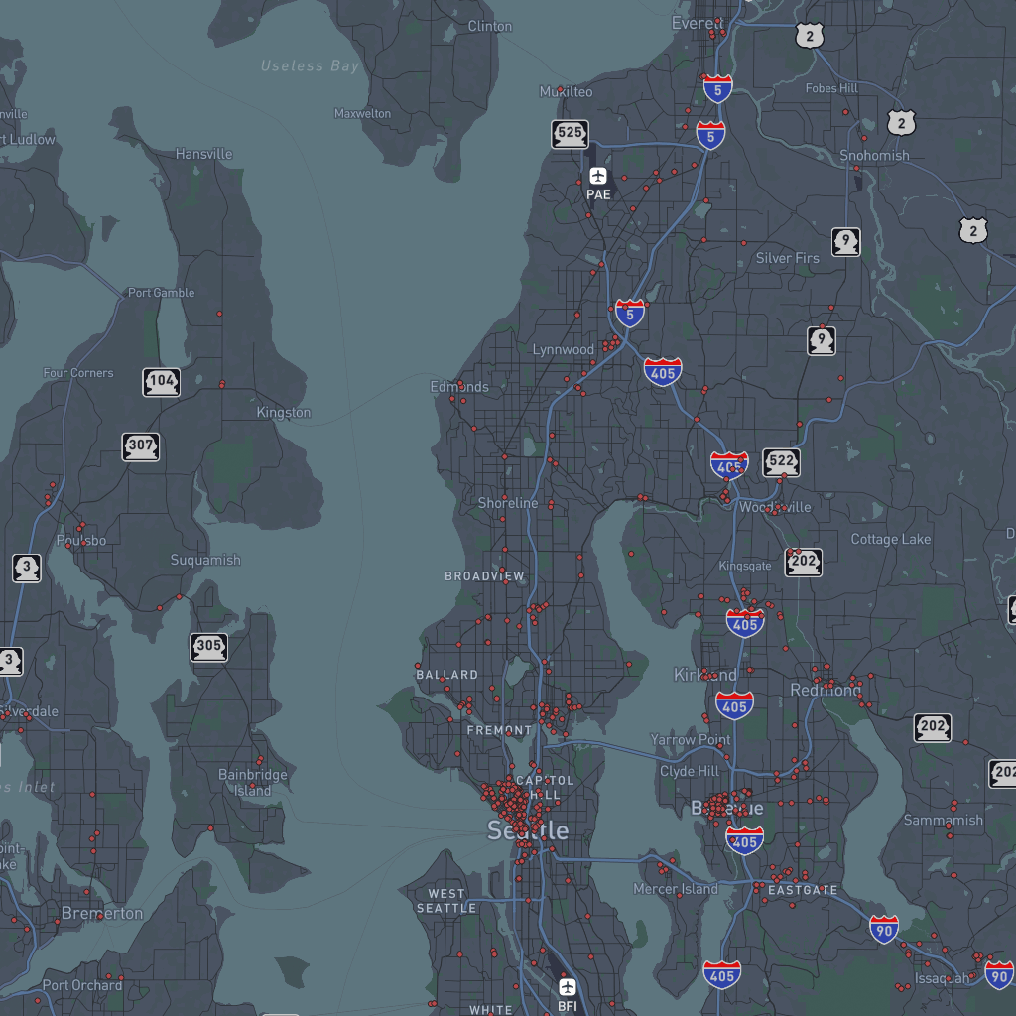 Clinton
Everett
2
Useless Bay
5
Fobes Hill
Mukilteo
Maxwelton
nville
2
525
5
rt Ludlow
Hansville
Snohomish
PAE
2
9
Silver Firs
Port Gamble
5
9
Lynnwood
Four Corners
405
104
Edmonds
Kingston
307
405
522
Shoreline
Woodinville
Poulsbo
Cottage Lake
D
Suquamish
202
3
Kingsgate
BROADVIEW
405
305
3
BALLARD
Kirkland
Redmond
405
Silverdale
202
FREMONT
Yarrow Point
Clyde Hill
202
Bainbridge
Island
CAPITOL
HILL
es Inlet
Bellevue
Sammamish
Seattle
405
oint-
ake
Mercer Island
EASTGATE
WEST
SEATTLE
Bremerton
90
405
90
Issaquah
Port Orchard
BFI
WHITE